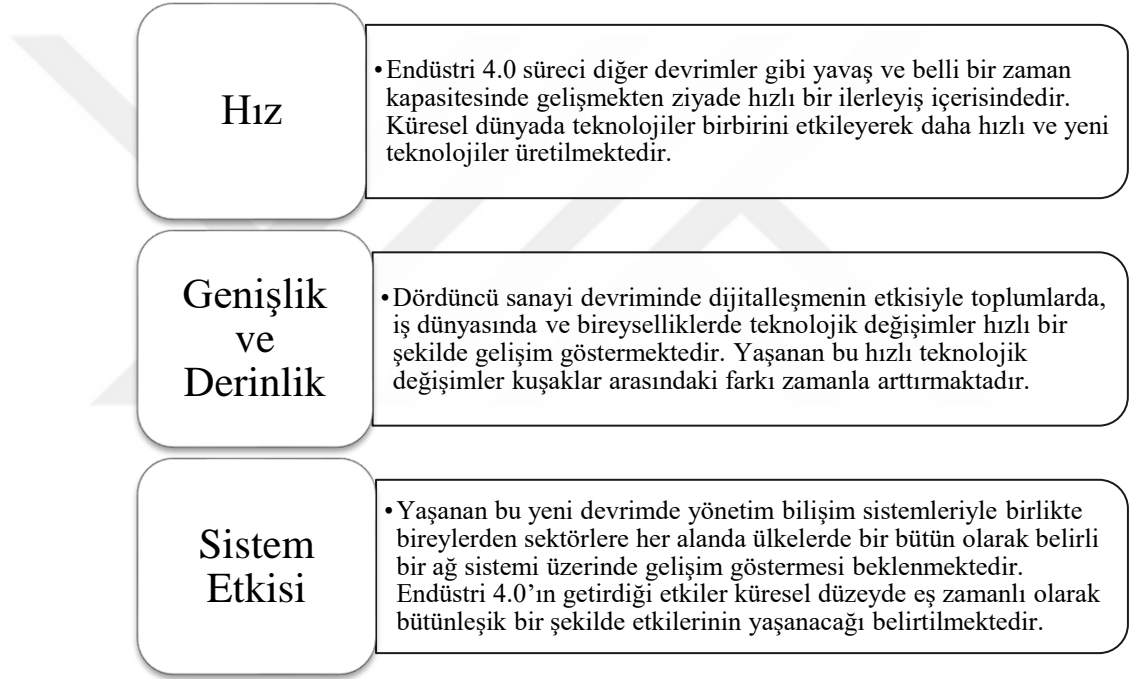 Hız
•Endüstri 4.0 süreci diğer devrimler gibi yavaş ve belli bir zaman
kapasitesinde gelişmekten ziyade hızlı bir ilerleyiş içerisindedir.
Küresel dünyada teknolojiler birbirini etkileyerek daha hızlı ve yeni
teknolojiler üretilmektedir.
Genişlik
ve
Derinlik
•Dördüncü sanayi devriminde dijitalleşmenin etkisiyle toplumlarda,
iş dünyasında ve bireyselliklerde teknolojik değişimler hızlı bir
şekilde gelişim göstermektedir. Yaşanan bu hızlı teknolojik
değişimler kuşaklar arasındaki farkı zamanla arttırmaktadır.
Sistem
Etkisi
•Yaşanan bu yeni devrimde yönetim bilişim sistemleriyle birlikte
bireylerden sektörlere her alanda ülkelerde bir bütün olarak belirli
bir ağ sistemi üzerinde gelişim göstermesi beklenmektedir.
Endüstri 4.0’ın getirdiği etkiler küresel düzeyde eş zamanlı olarak
bütünleşik bir şekilde etkilerinin yaşanacağı belirtilmektedir.